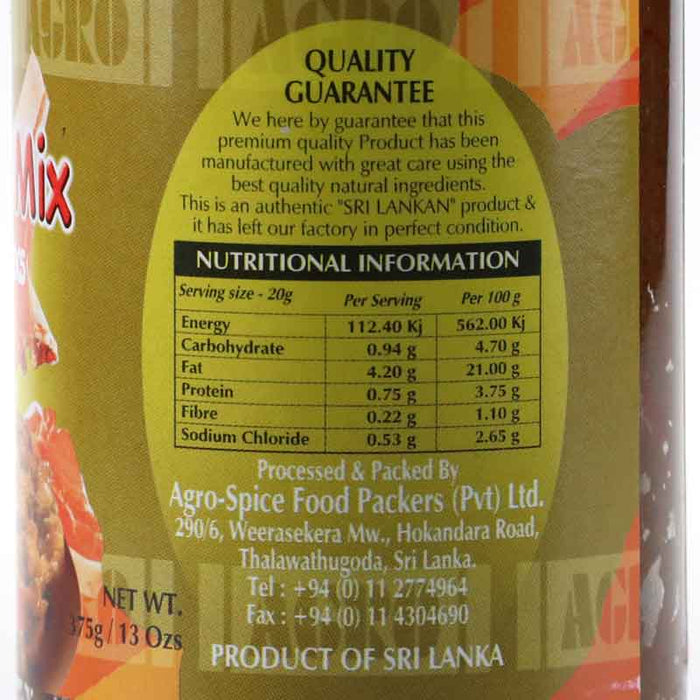 AGRO AGRO AGRO
Mix
QUALITY
GUARANTEE
We here by guarantee that this
premium quality Product has been
manufactured with great care using the
best quality natural ingredients.
This is an authentic "SRI LANKAN" product &
it has left our factory in perfect condition.
NUTRITIONAL INFORMATION
Serving size - 20g Per Serving Per 100 g
Energy 112.40 Kj 562.00 Kj
Carbohydrate 0.94 g 4.70 g
Fat 4.20 g 21.00 g
Protein 0.75 g 3.75 g
Fibre 0.22 g 1.10 g
Sodium Chloride 0.53 g 2.65 g
Processed & Packed By
Agro-Spice Food Packers (Pvt) Ltd.
290/6, Weerasekera Mw., Hokandara Road,
Thalawathugoda, Sri Lanka.
Tel : +94 (0) 11 2774964
Fax : +94 (0) 11 4304690
PRODUCT OF SRI LANKA
NET WT.
375g / 13 Ozs
AGRO AG